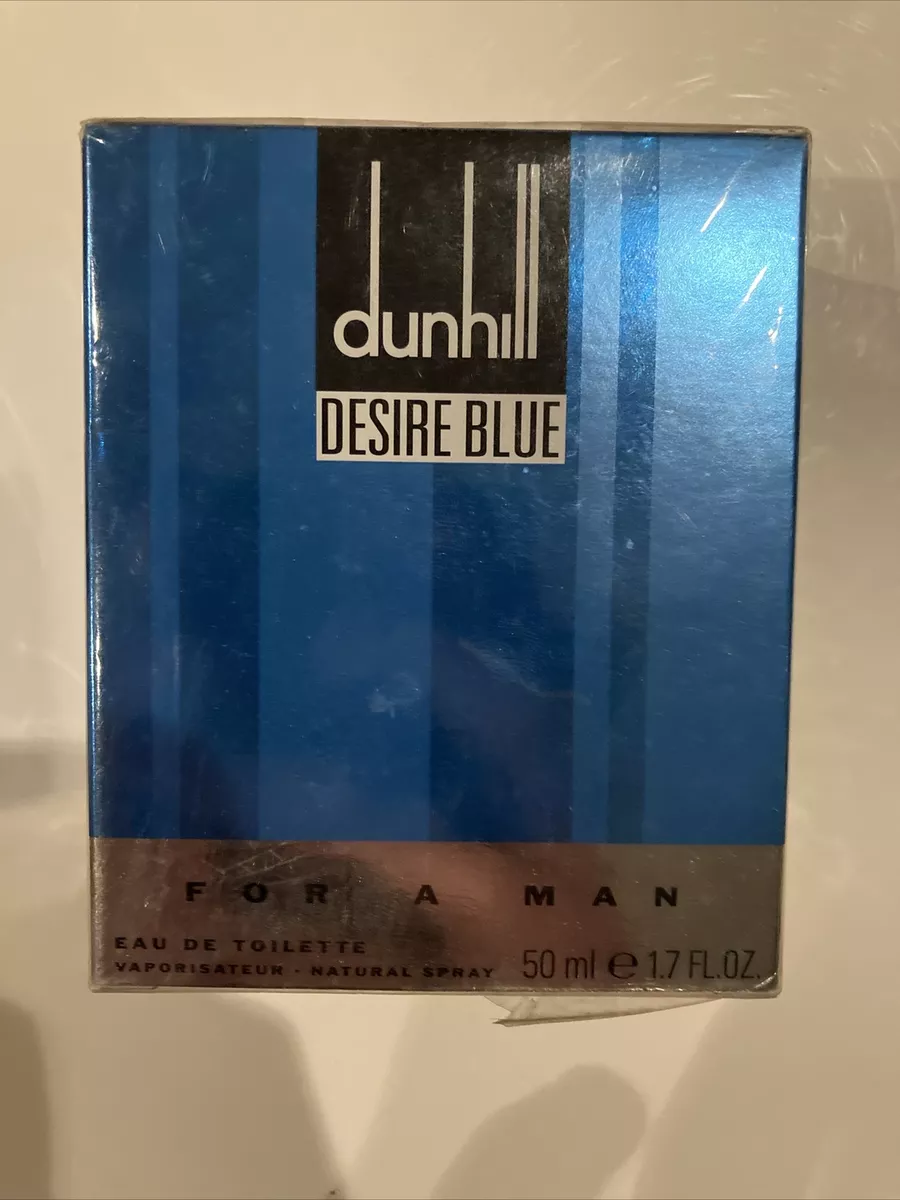 dunhill
DESIRE BLUE
FOR A MAN
EAU DE TOILETTE
VAPORISATEUR - NATURAL SPRAY 50 ml ℮ 1.7 FL.OZ.